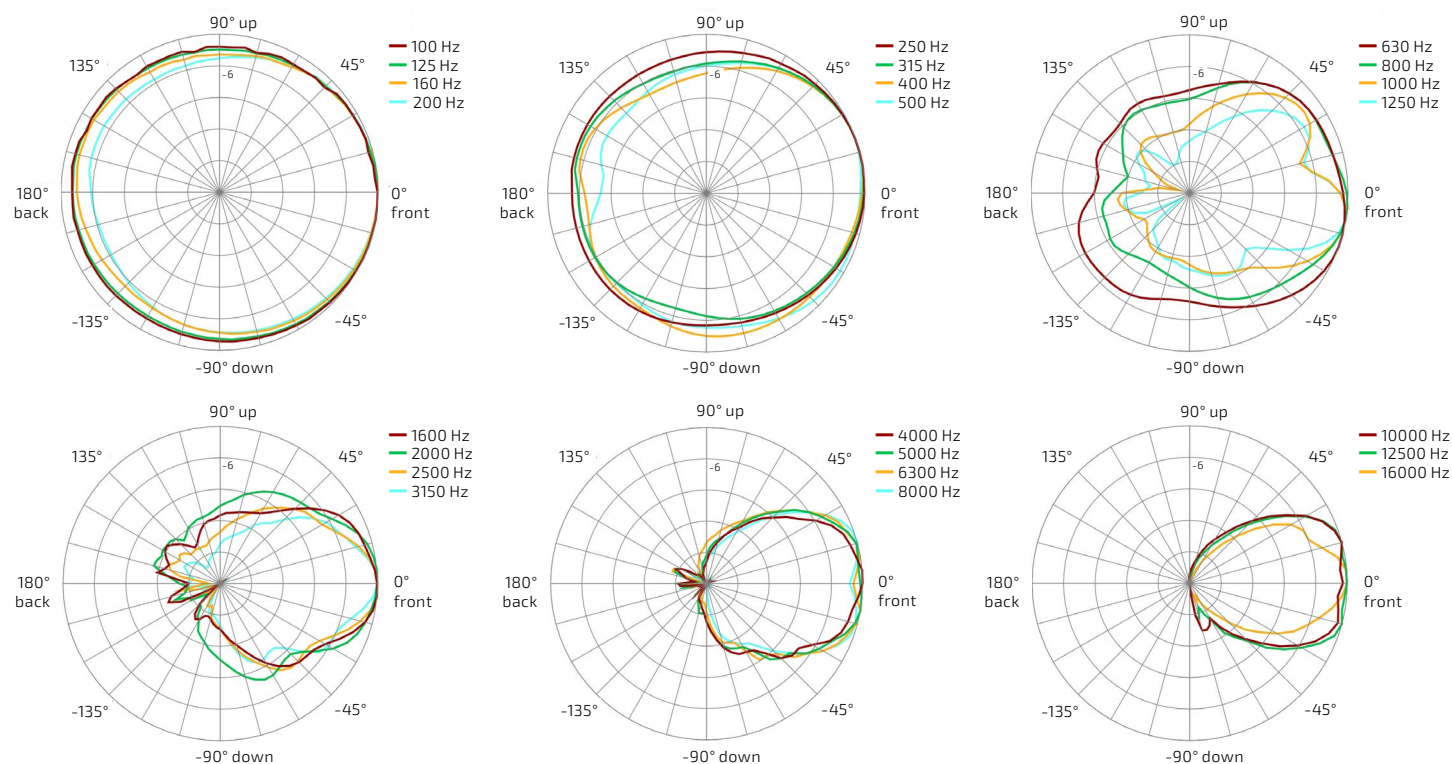 90° up
100 Hz
125 Hz
160 Hz
200 Hz
135°
45°
-6
180°
back
0°
front
-135°
-45°
-90° down
90° up
250 Hz
315 Hz
400 Hz
500 Hz
135°
45°
-6
180°
back
0°
front
-135°
-45°
-90° down
90° up
630 Hz
800 Hz
1000 Hz
1250 Hz
135°
45°
-6
180°
back
0°
front
-135°
-45°
-90° down
90° up
1600 Hz
2000 Hz
2500 Hz
3150 Hz
135°
45°
-6
180°
back
0°
front
-135°
-45°
-90° down
90° up
4000 Hz
5000 Hz
6300 Hz
8000 Hz
135°
45°
-6
180°
back
0°
front
-135°
-45°
-90° down
90° up
10000 Hz
12500 Hz
16000 Hz
135°
45°
-6
180°
back
0°
front
-135°
-45°
-90° down